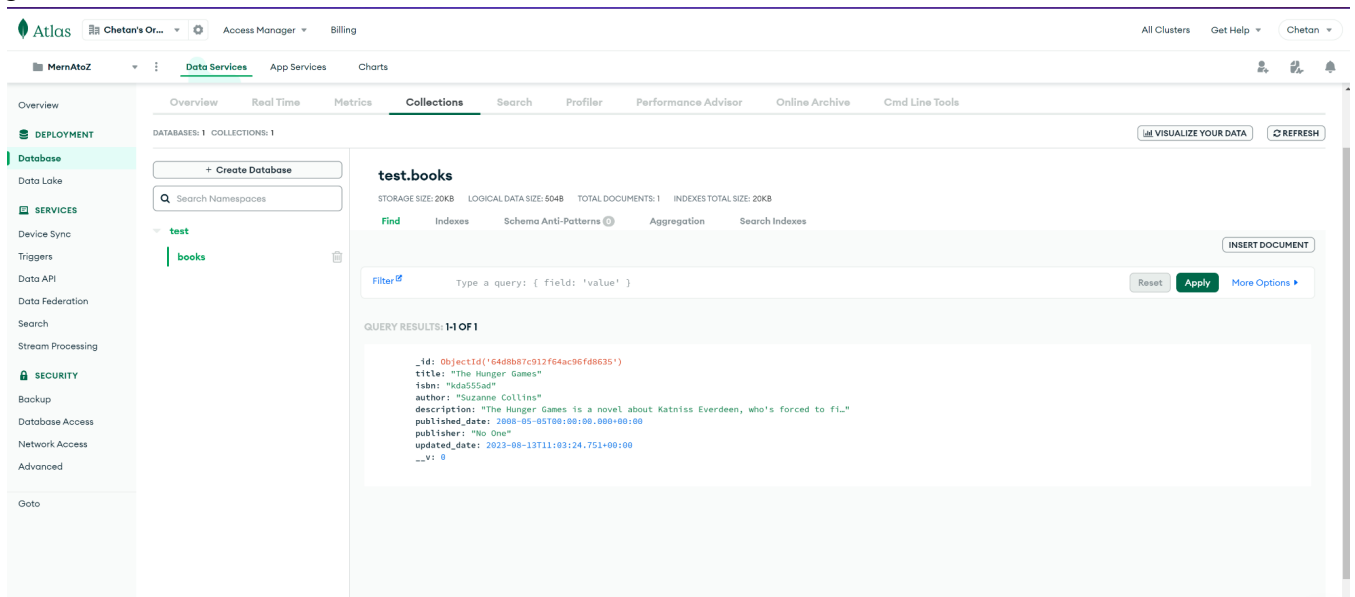 Atlas Chetan's Or... Access Manager Billing All Clusters Get Help Chetan
MernAtoZ Data Services App Services Charts
Overview
DEPLOYMENT
Database
Data Lake
SERVICES
Device Sync
Triggers
Data API
Data Federation
Search
Stream Processing
SECURITY
Backup
Database Access
Network Access
Advanced
Goto
Overview Real Time Metrics Collections Search Profiler Performance Advisor Online Archive Cmd Line Tools
DATABASES: 1 COLLECTIONS: 1 VISUALIZE YOUR DATA REFRESH
+ Create Database
Search Namespaces
test
books
test.books
STORAGE SIZE: 20KB LOGICAL DATA SIZE: 504B TOTAL DOCUMENTS: 1 INDEXES TOTAL SIZE: 20KB
Find Indexes Schema Anti-Patterns 0 Aggregation Search Indexes
INSERT DOCUMENT
Filter Type a query: { field: 'value' } Reset Apply More Options
QUERY RESULTS: 1-1 OF 1
_id: ObjectId('64d8b87c912f64ac96fd8635')
title: "The Hunger Games"
isbn: "kda555ad"
author: "Suzanne Collins"
description: "The Hunger Games is a novel about Katniss Everdeen, who's forced to fi…"
published_date: 2008-05-05T00:00:00.000+00:00
publisher: "No One"
updated_date: 2023-08-13T11:03:24.751+00:00
__v: 0